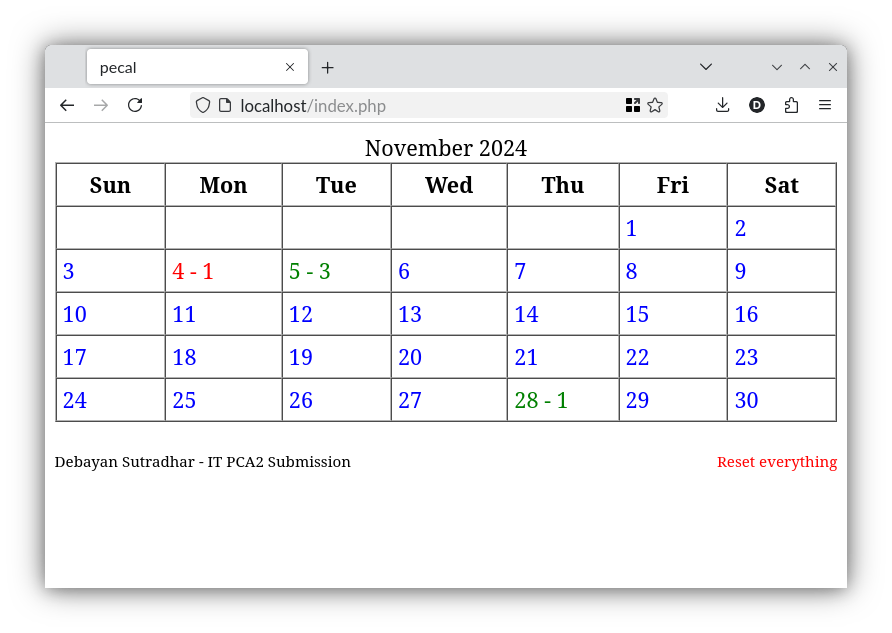 pecal
localhost/index.php
D
November 2024
Sun Mon Tue Wed Thu Fri Sat
1 2
3 4 - 1 5 - 3 6 7 8 9
10 11 12 13 14 15 16
17 18 19 20 21 22 23
24 25 26 27 28 - 1 29 30
Debayan Sutradhar - IT PCA2 Submission Reset everything